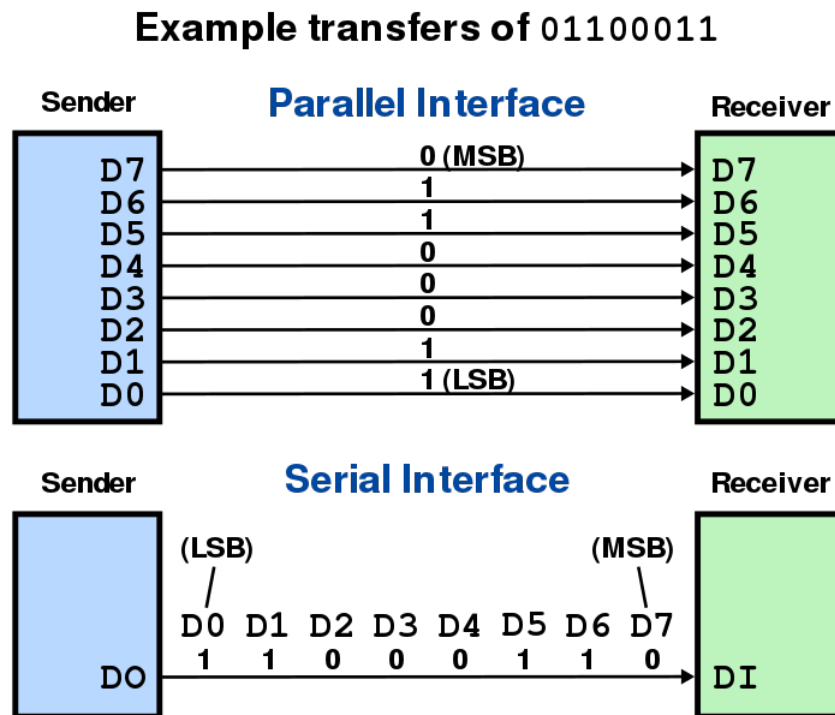 Example transfers of 01100011
Sender Parallel Interface Receiver
D7 0 (MSB) D7
D6 1 D6
D5 1 D5
D4 0 D4
D3 0 D3
D2 0 D2
D1 1 D1
D0 1 (LSB) D0
Sender Serial Interface Receiver
(LSB) (MSB)
D0 D1 D2 D3 D4 D5 D6 D7
1 1 0 0 0 1 1 0
DO DI